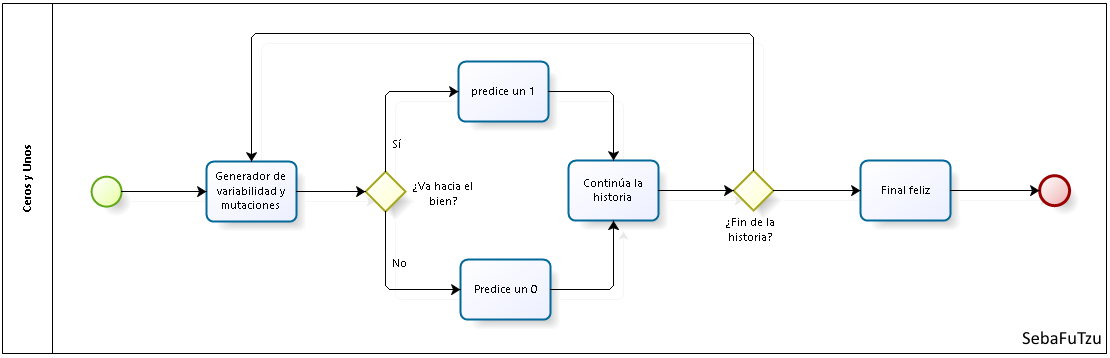 Ceros y Unos
Generador de
variabilidad y
mutaciones
¿Va hacia el
bien?
Sí
predice un 1
No
Predice un 0
Continúa la
historia
¿Fin de la
historia?
Final feliz
SebaFuTzu